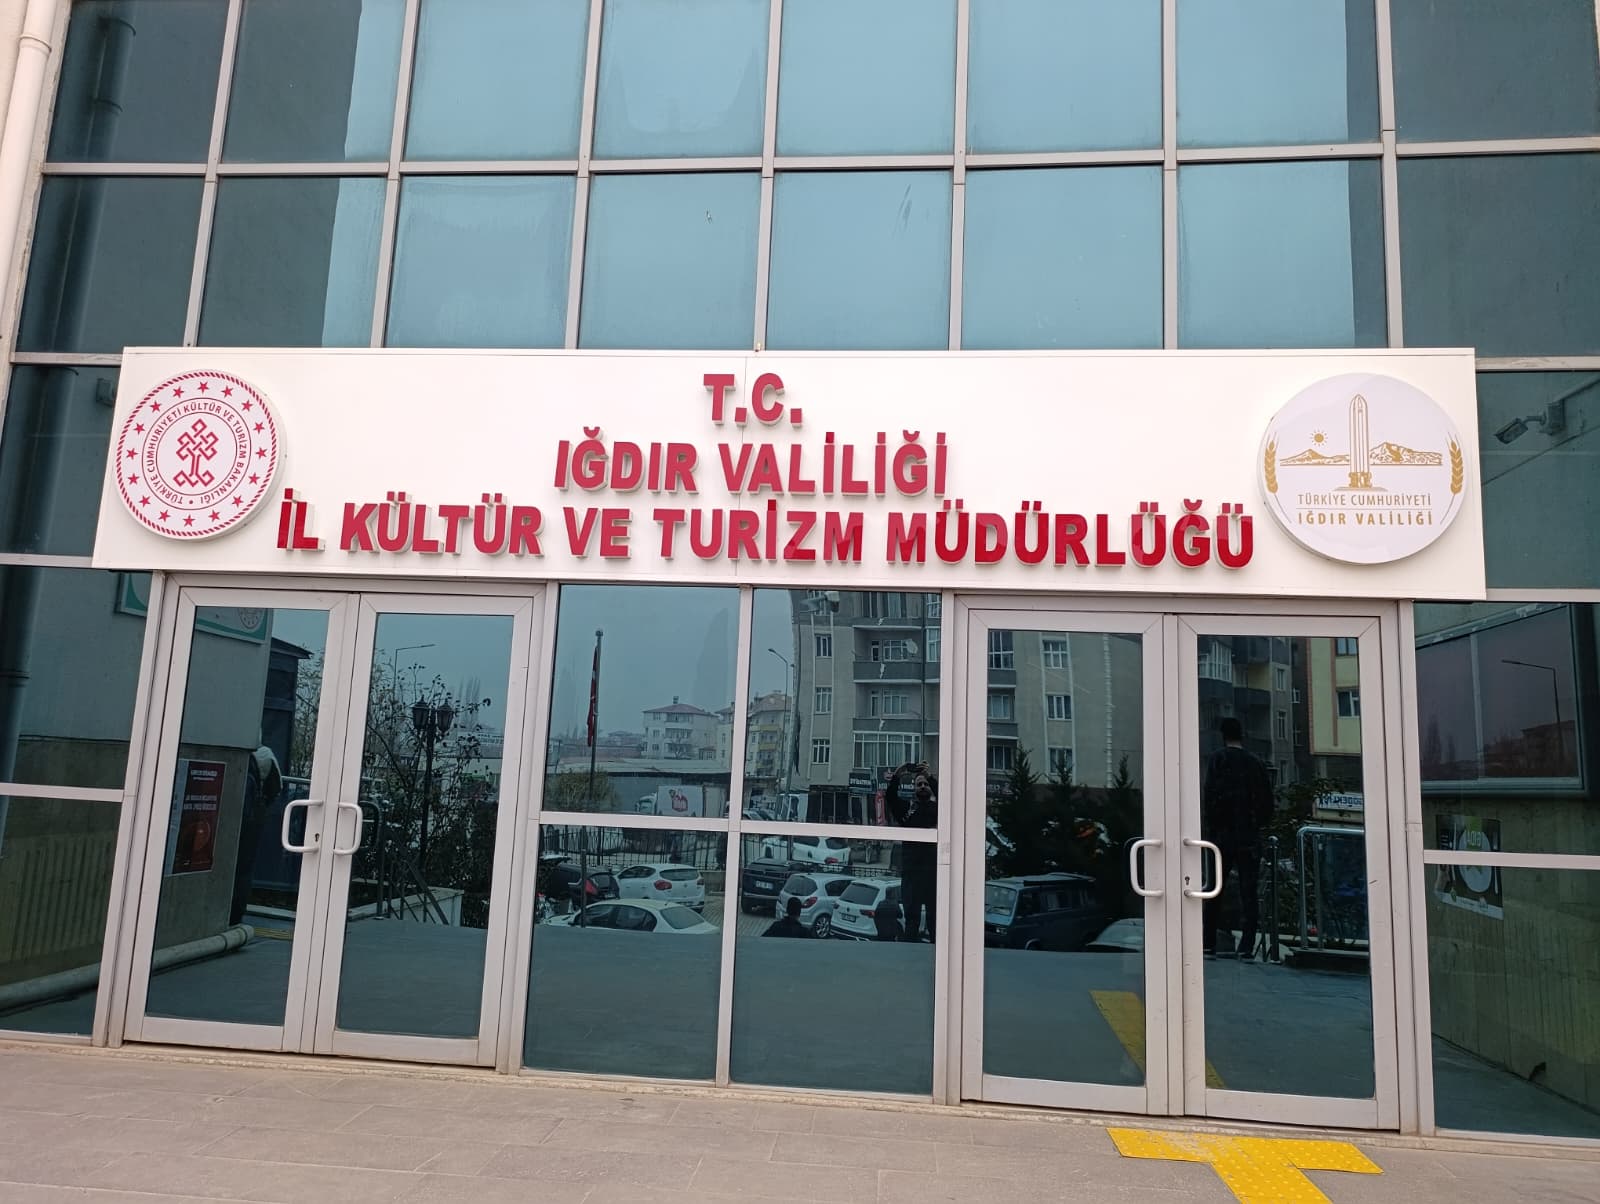 T.C.
IĞDIR VALİLİĞİ
İL KÜLTÜR VE TURİZM MÜDÜRLÜĞÜ
TÜRKİYE CUMHURİYETİ KÜLTÜR VE TURİZM BAKANLIĞI
TÜRKİYE CUMHURİYETİ
IĞDIR VALİLİĞİ